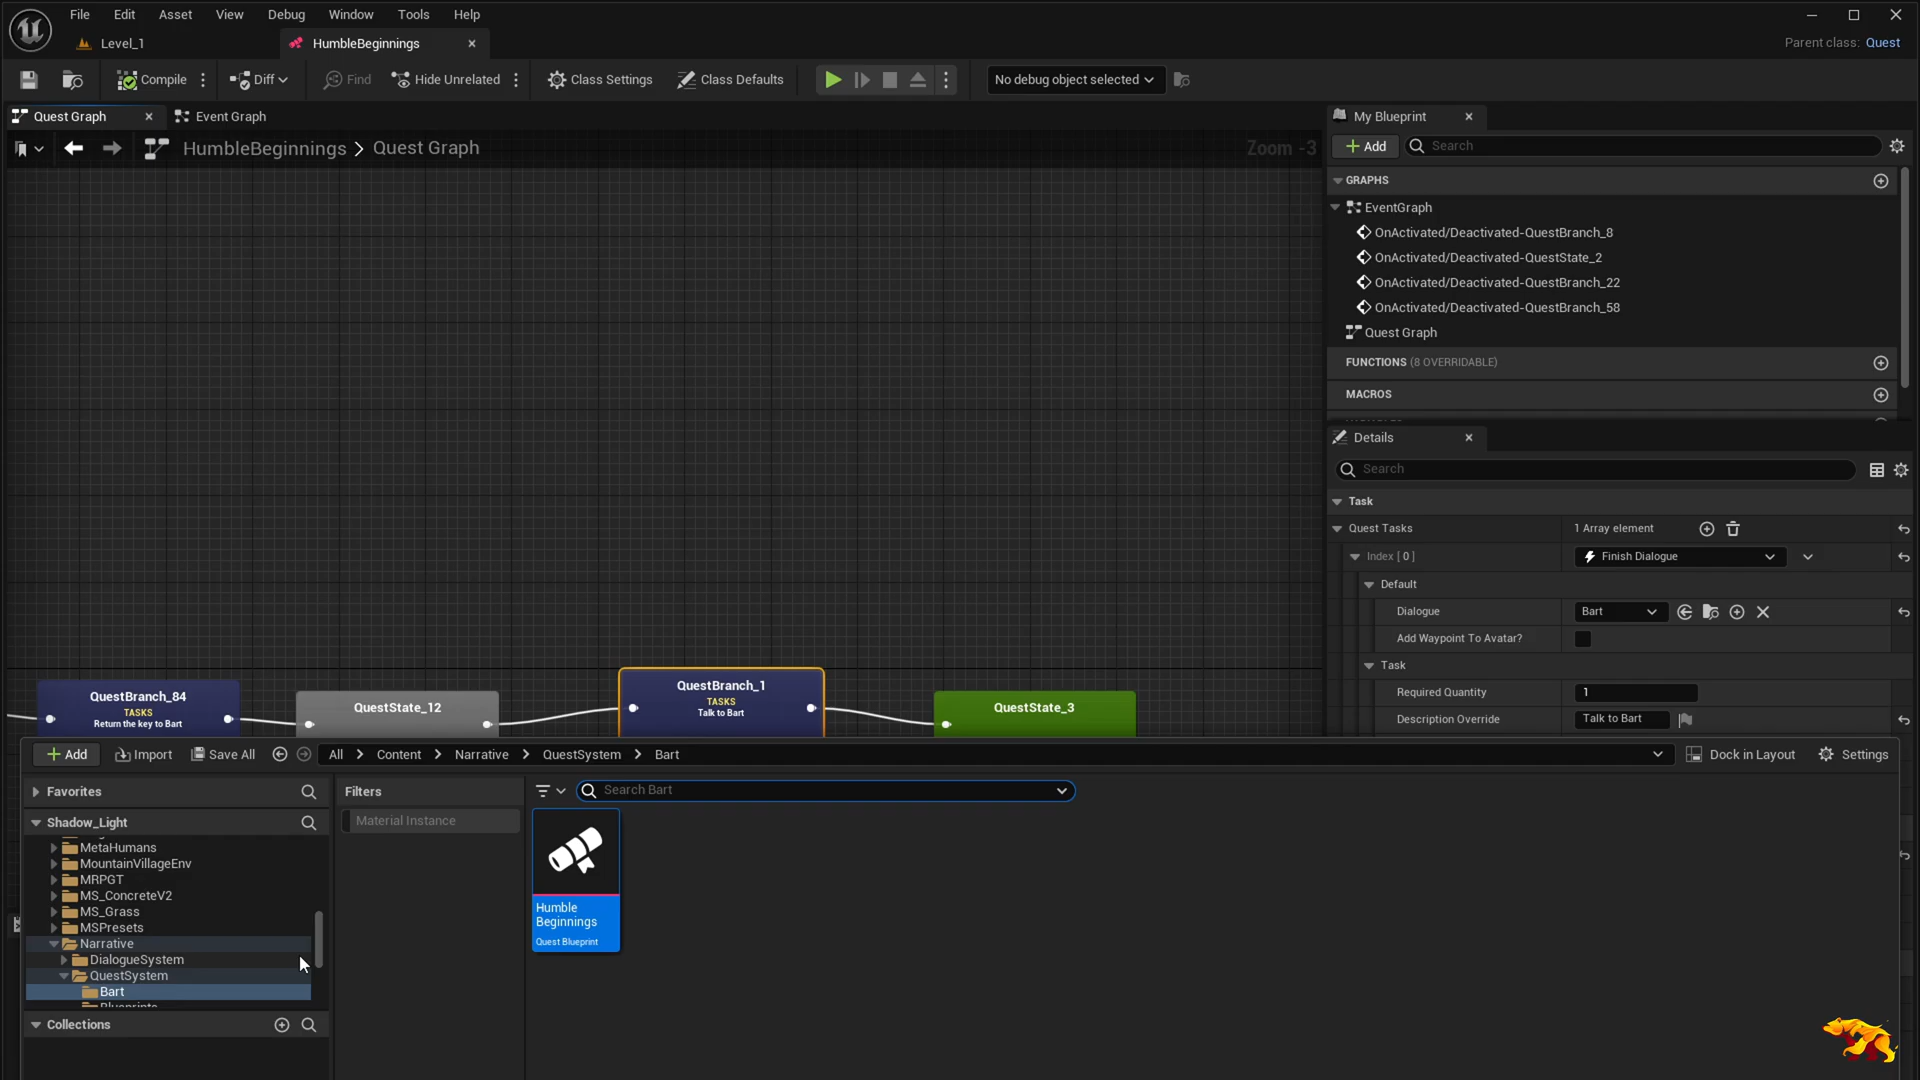 File Edit Asset View Debug Window Tools Help
Level_1
HumbleBeginnings
Parent class: Quest
Compile Diff Find Hide Unrelated Class Settings Class Defaults No debug object selected
Quest Graph Event Graph
HumbleBeginnings > Quest Graph
Zoom -3
My Blueprint
Add Search
GRAPHS
EventGraph
OnActivated/Deactivated-QuestBranch_8
OnActivated/Deactivated-QuestState_2
OnActivated/Deactivated-QuestBranch_22
OnActivated/Deactivated-QuestBranch_58
Quest Graph
FUNCTIONS (8 OVERRIDABLE)
MACROS
Details
Search
Task
Quest Tasks 1 Array element
Index [ 0 ] Finish Dialogue
Default
Dialogue Bart
Add Waypoint To Avatar?
Task
Required Quantity 1
Description Override Talk to Bart
QuestBranch_84
TASKS
Return the key to Bart
QuestState_12
QuestBranch_1
TASKS
Talk to Bart
QuestState_3
Add Import Save All All > Content > Narrative > QuestSystem > Bart Dock in Layout Settings
Favorites
Filters
Search Bart
Shadow_Light
Material Instance
MetaHumans
MountainVillageEnv
MRPGT
MS_ConcreteV2
MS_Grass
MSPresets
Narrative
DialogueSystem
QuestSystem
Bart
Blueprints
Humble
Beginnings
Quest Blueprint
Collections